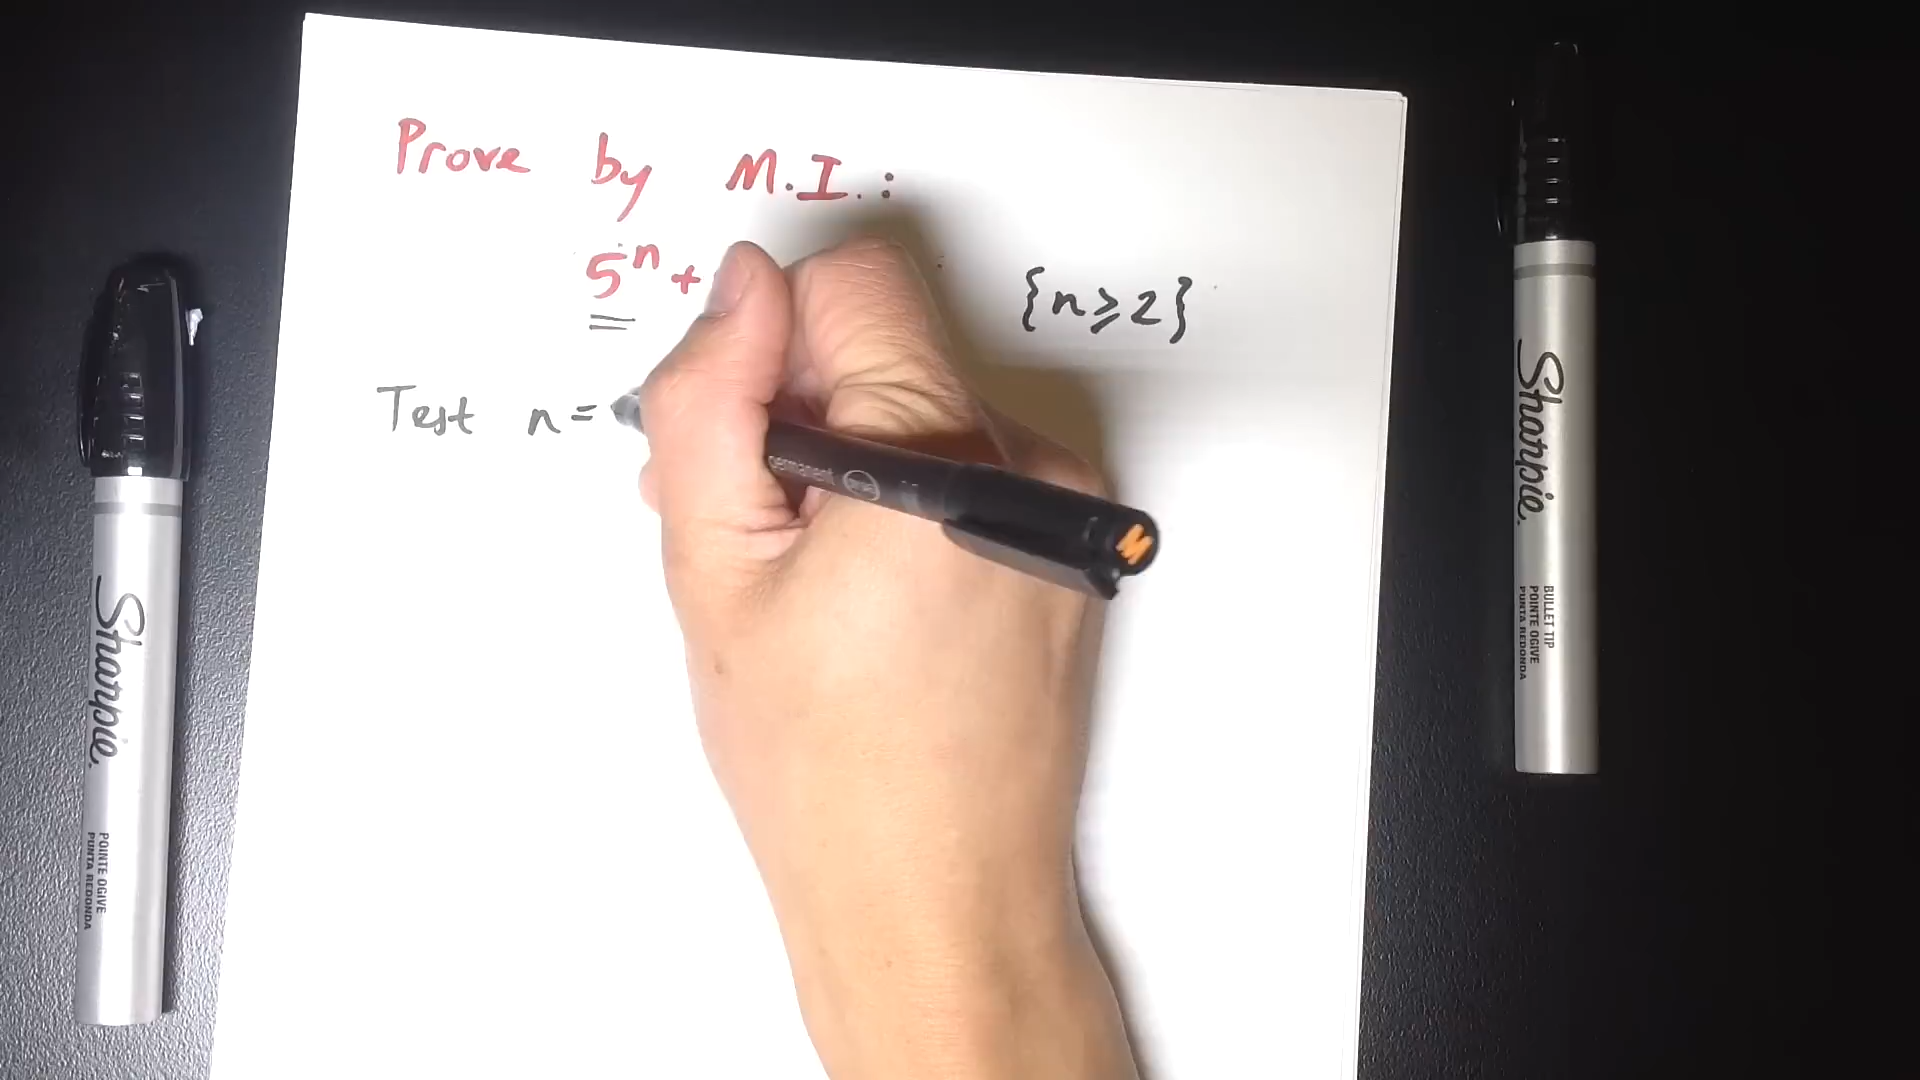 Prove by M.I.:
5ⁿ +
{n≥2}
Test n=
permanent
M
Sharpie.
POINTE OGIVE
PUNTA REDONDA
Sharpie.
BULLET TIP
POINTE OGIVE
PUNTA REDONDA